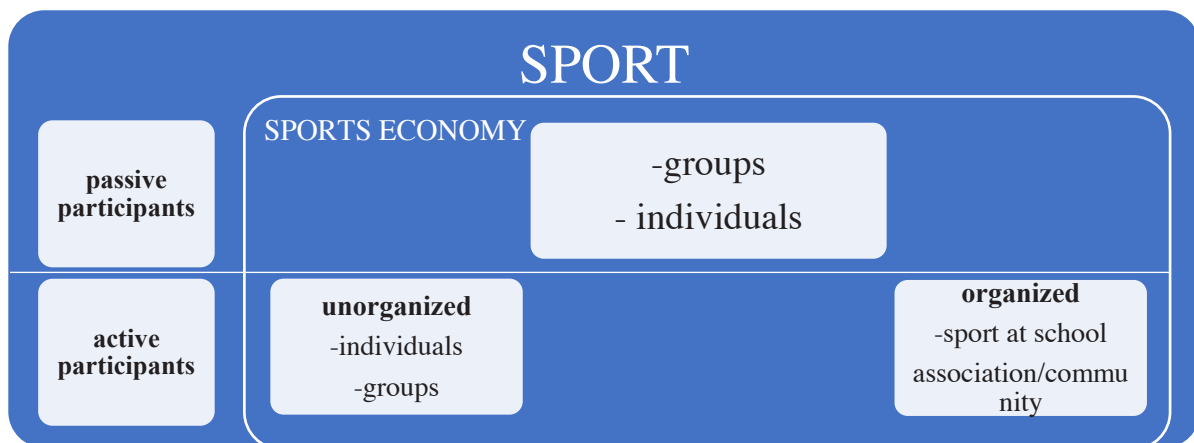 SPORT
SPORTS ECONOMY
passive
participants
-groups
- individuals
active
participants
unorganized
-individuals
-groups
organized
-sport at school
association/commu
nity